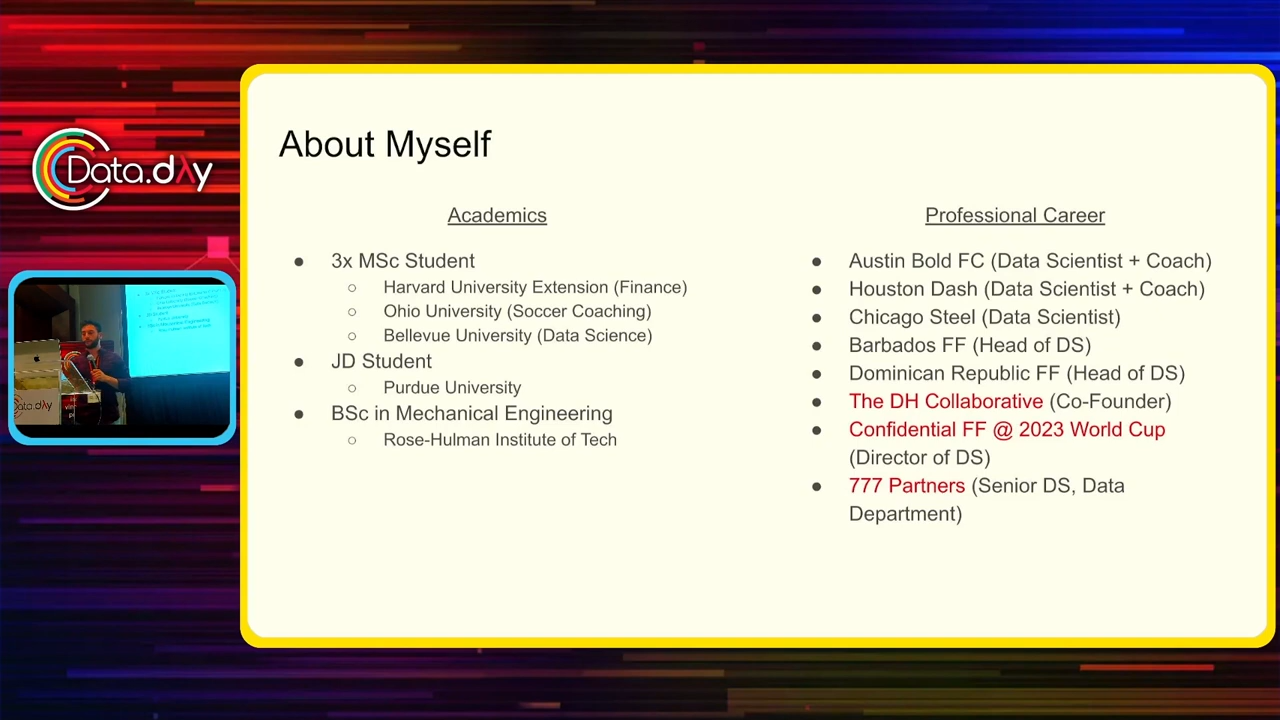 About Myself
Data.dAy
Academics
3x MSc Student
Harvard University Extension (Finance)
Ohio University (Soccer Coaching)
Bellevue University (Data Science)
JD Student
Purdue University
BSc in Mechanical Engineering
Rose-Hulman Institute of Tech
Professional Career
Austin Bold FC (Data Scientist + Coach)
Houston Dash (Data Scientist + Coach)
Chicago Steel (Data Scientist)
Barbados FF (Head of DS)
Dominican Republic FF (Head of DS)
The DH Collaborative (Co-Founder)
Confidential FF @ 2023 World Cup
(Director of DS)
777 Partners (Senior DS, Data
Department)